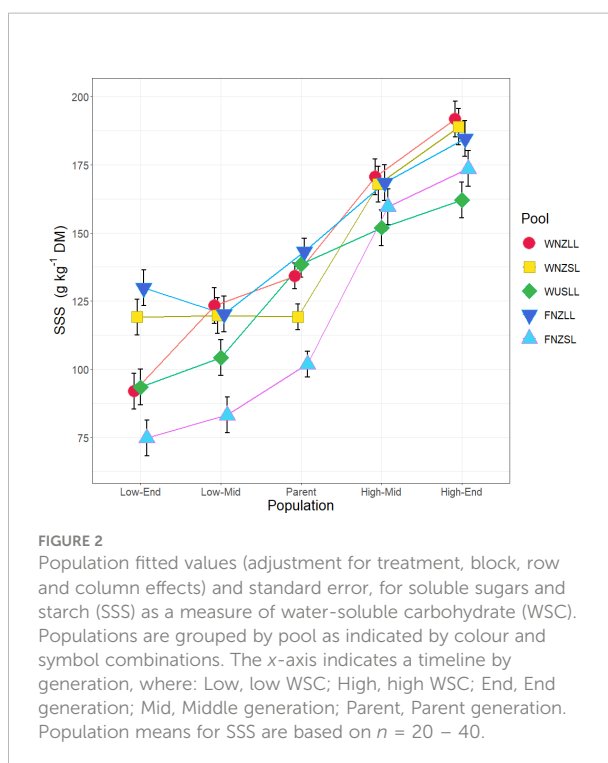 200
175
150
125
100
75
SSS (g kg-1 DM)
Low-End Low-Mid Parent High-Mid High-End
Population
Pool
WNZLL
WNZSL
WUSLL
FNZLL
FNZSL
FIGURE 2
Population fitted values (adjustment for treatment, block, row
and column effects) and standard error, for soluble sugars and
starch (SSS) as a measure of water-soluble carbohydrate (WSC).
Populations are grouped by pool as indicated by colour and
symbol combinations. The x-axis indicates a timeline by
generation, where: Low, low WSC; High, high WSC; End, End
generation; Mid, Middle generation; Parent, Parent generation.
Population means for SSS are based on n = 20 – 40.